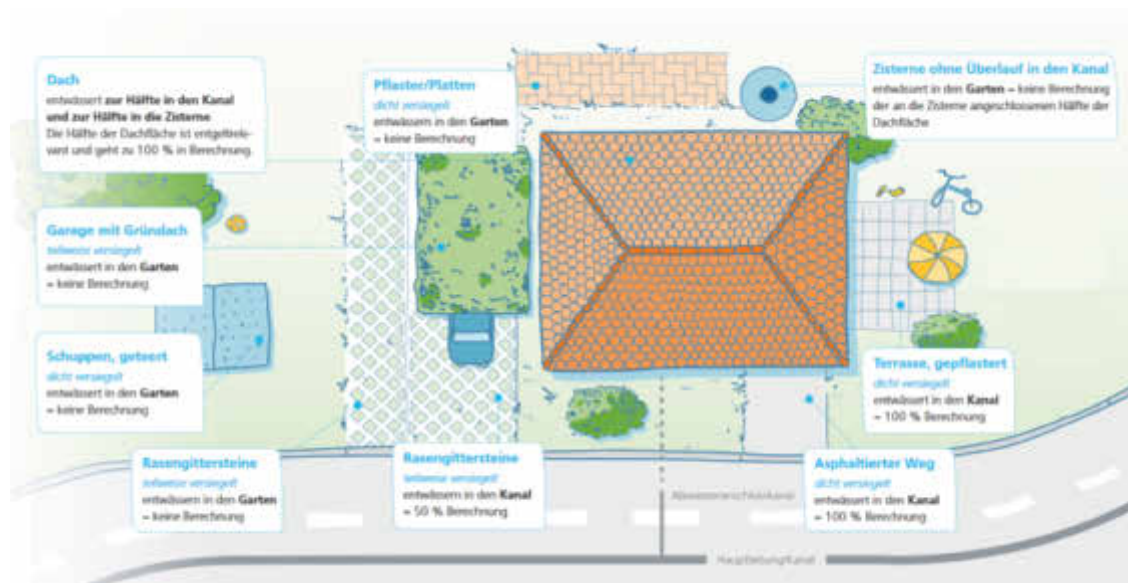 Dach
entwässert zur Hälfte in den Kanal
und zur Hälfte in die Zisterne
Die Hälfte der Dachfläche ist entgeltrele-
vant und geht zu 100 % in Berechnung.
Pflaster/Platten
dicht versiegelt
entwässern in den Garten
= keine Berechnung
Zisterne ohne Überlauf in den Kanal
entwässert in den Garten = keine Berechnung
der an die Zisterne angeschlossenen Hälfte der
Dachfläche
Garage mit Gründach
teilweise versiegelt
entwässert in den Garten
= keine Berechnung
Schuppen, geteert
dicht versiegelt
entwässert in den Garten
= keine Berechnung
Terrasse, gepflastert
dicht versiegelt
entwässert in den Kanal
= 100 % Berechnung
Rasengittersteine
teilweise versiegelt
entwässern in den Garten
= keine Berechnung
Rasengittersteine
teilweise versiegelt
entwässern in den Kanal
= 50 % Berechnung
Asphaltierter Weg
dicht versiegelt
entwässert in den Kanal
= 100 % Berechnung
Hauptleitung/Kanal